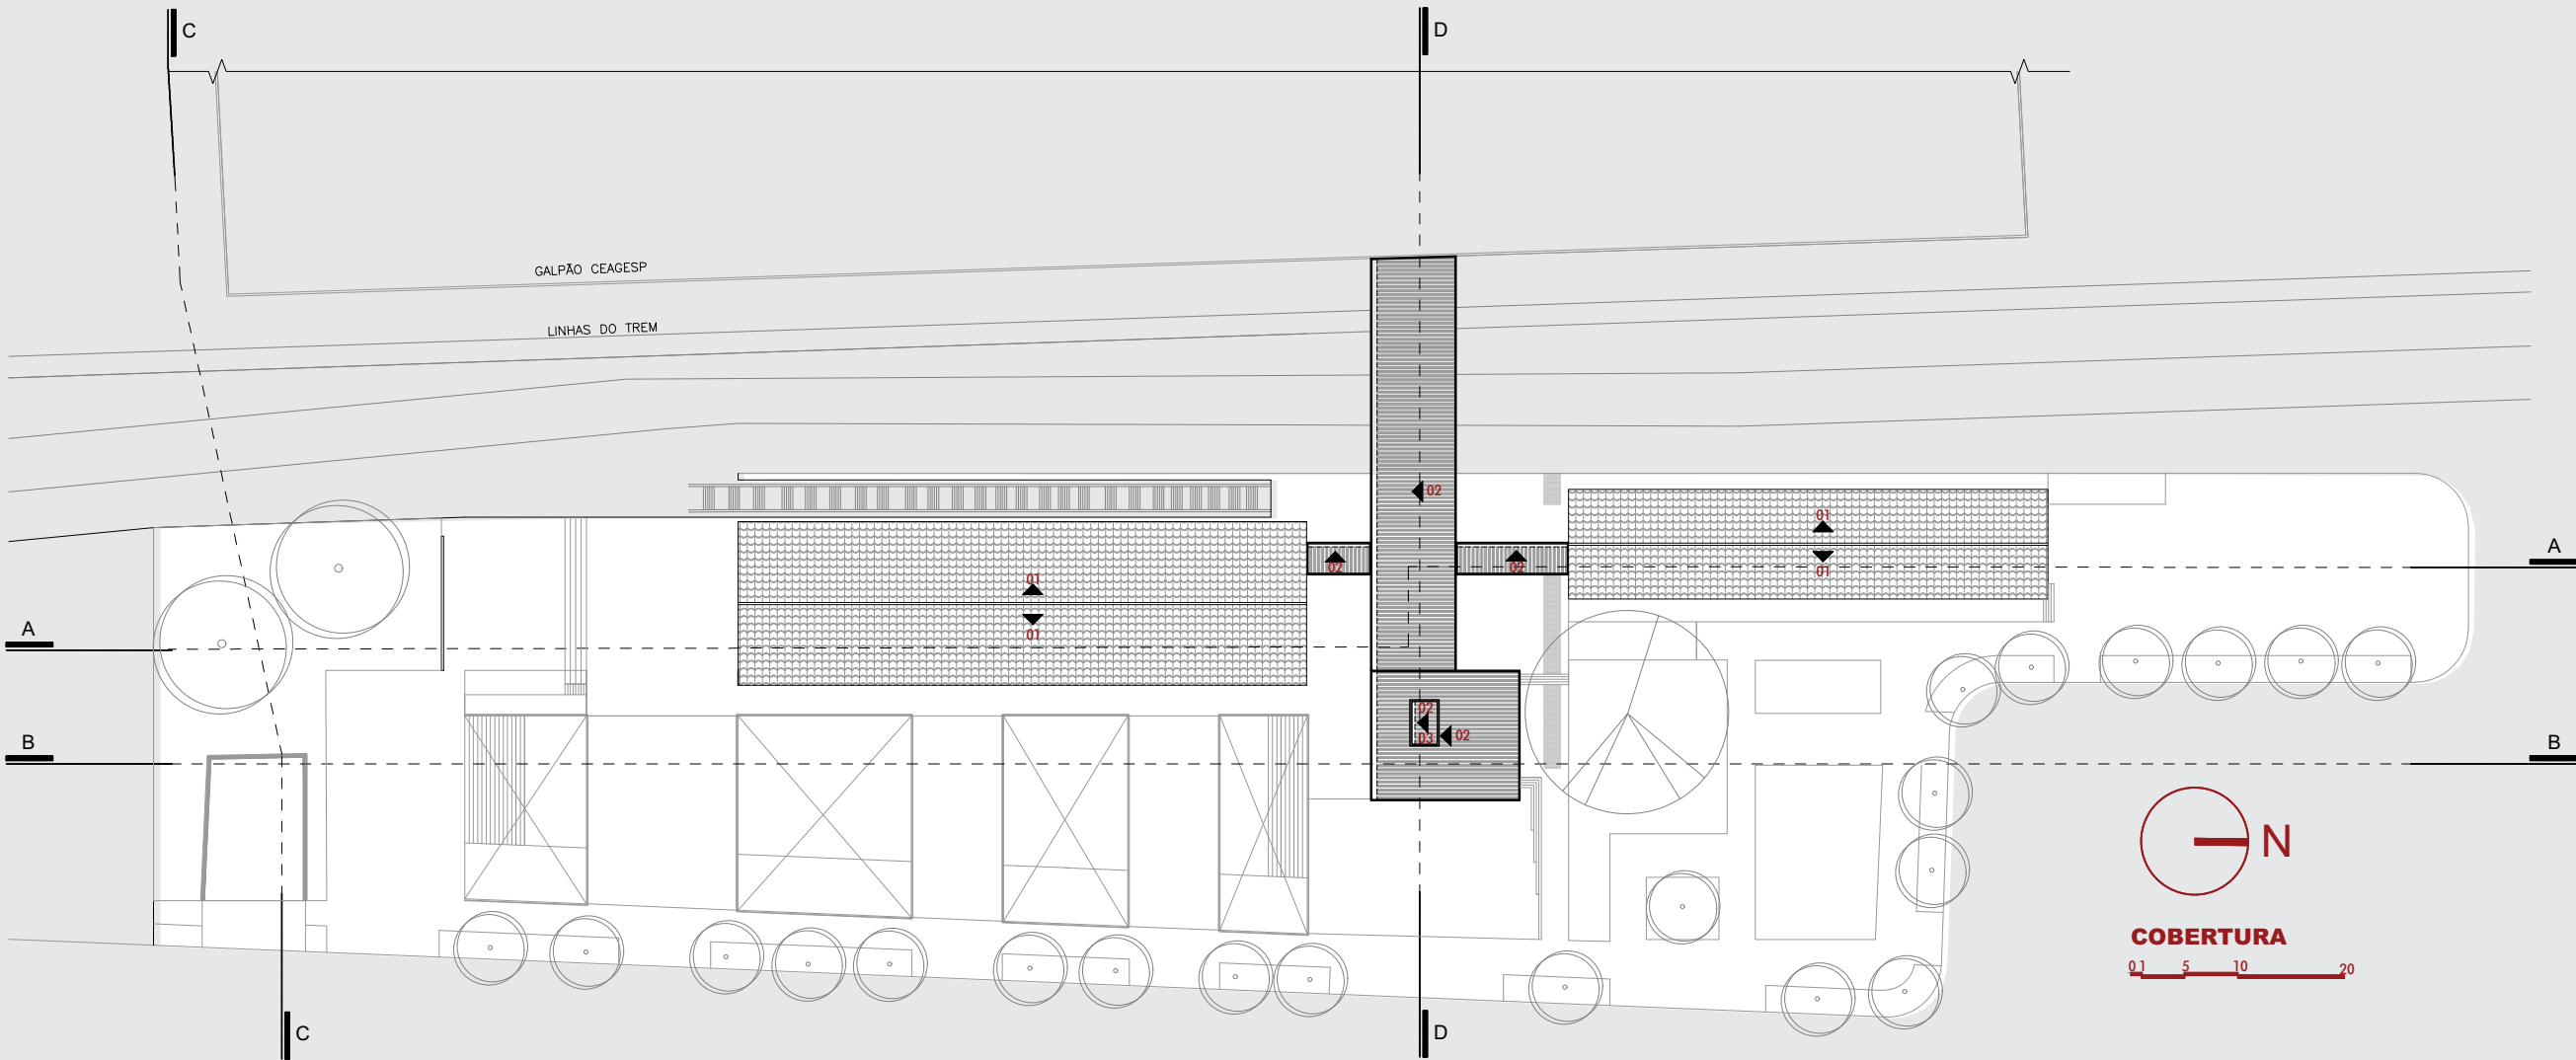 C
D
GALPÃO CEAGESP
LINHAS DO TREM
02
01
01
02
02
01
01
A
A
02
03
02
B
B
N
COBERTURA
0 1 5 10 20
C
D